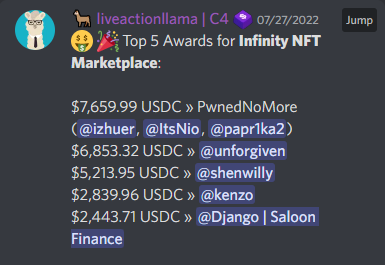 liveactionllama | C4 07/27/2022 Jump
🤑 🎉 Top 5 Awards for Infinity NFT
Marketplace:
$7,659.99 USDC » PwnedNoMore
(@izhuer, @ItsNio, @papr1ka2)
$6,853.32 USDC » @unforgiven
$5,213.95 USDC » @shenwilly
$2,839.96 USDC » @kenzo
$2,443.71 USDC » @Django | Saloon
Finance